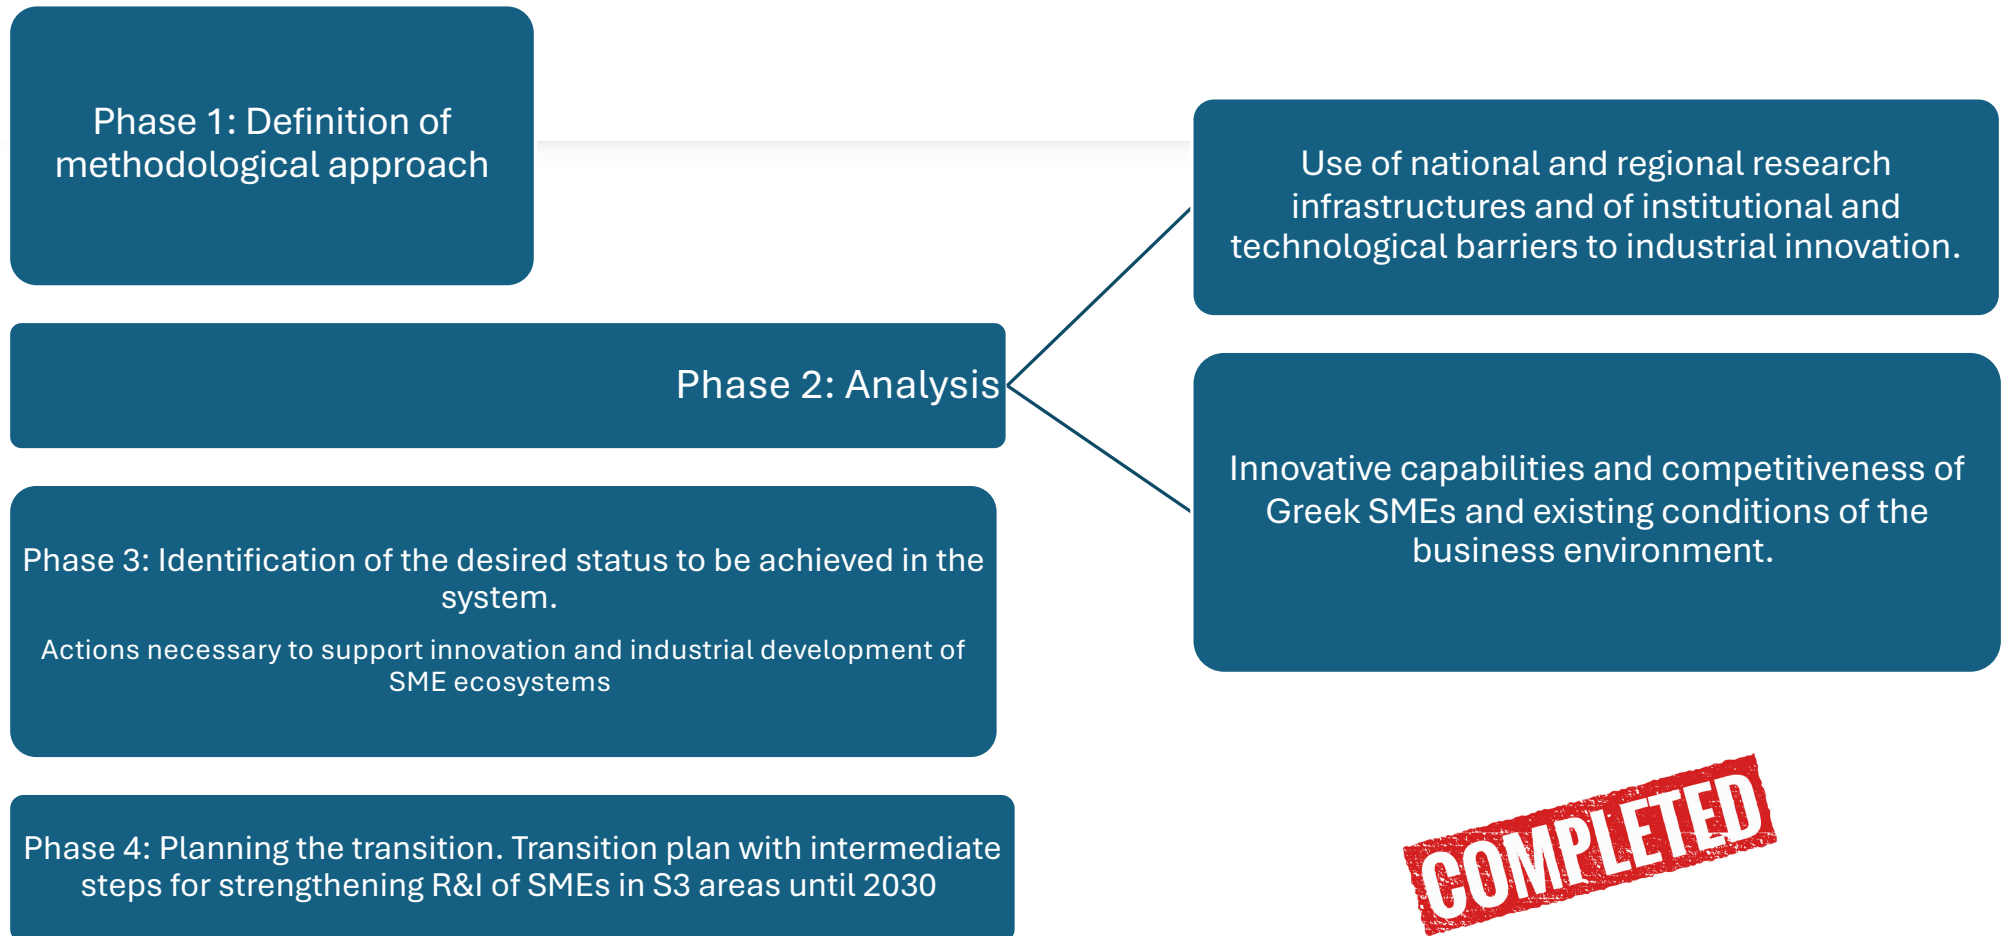 Phase 1: Definition of
methodological approach
Phase 2: Analysis
Use of national and regional research
infrastructures and of institutional and
technological barriers to industrial innovation.
Innovative capabilities and competitiveness of
Greek SMEs and existing conditions of the
business environment.
Phase 3: Identification of the desired status to be achieved in the
system.
Actions necessary to support innovation and industrial development of
SME ecosystems
Phase 4: Planning the transition. Transition plan with intermediate
steps for strengthening R&I of SMEs in S3 areas until 2030
COMPLETED